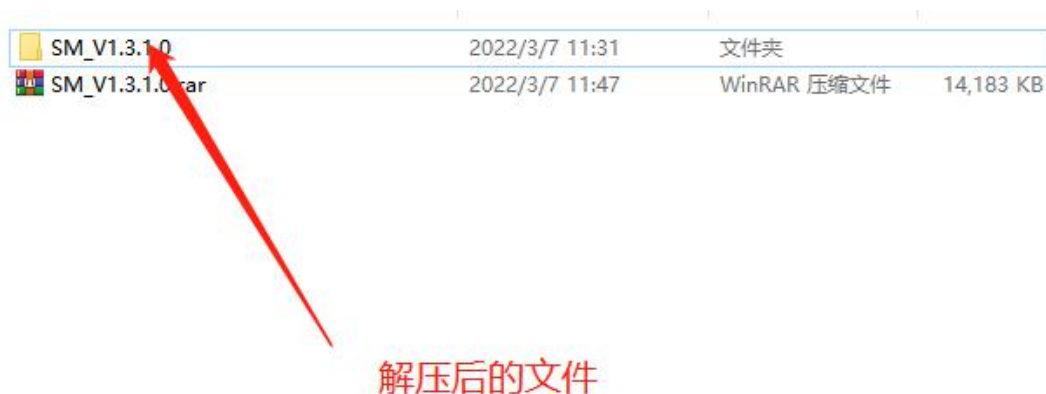 SM_V1.3.1.0 2022/3/7 11:31 文件夹
SM_V1.3.1.0.rar 2022/3/7 11:47 WinRAR 压缩文件 14,183 KB
解压后的文件